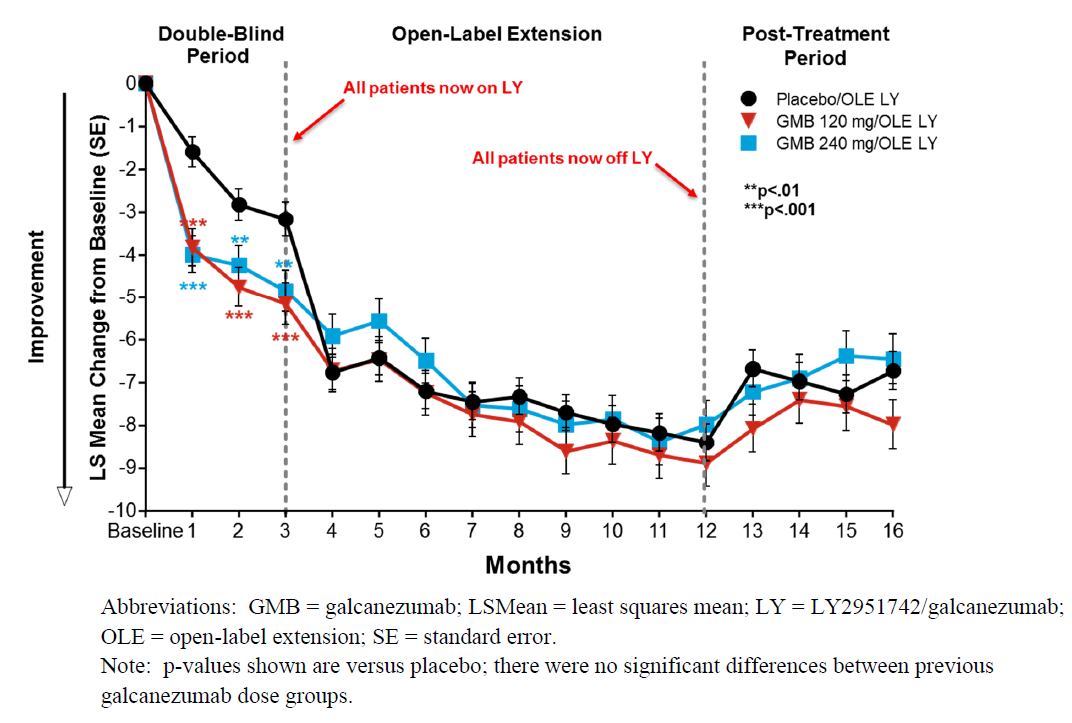 Double-Blind
Period
Open-Label Extension
Post-Treatment
Period
All patients now on LY
All patients now off LY
Placebo/OLE LY
GMB 120 mg/OLE LY
GMB 240 mg/OLE LY
**p<.01
***p<.001
Improvement
LS Mean Change from Baseline (SE)
0
-1
-2
-3
-4
-5
-6
-7
-8
-9
-10
***
***
**
***
**
***
Baseline 1 2 3 4 5 6 7 8 9 10 11 12 13 14 15 16
Months
Abbreviations: GMB = galcanezumab; LSMean = least squares mean; LY = LY2951742/galcanezumab;
OLE = open-label extension; SE = standard error.
Note: p-values shown are versus placebo; there were no significant differences between previous
galcanezumab dose groups.